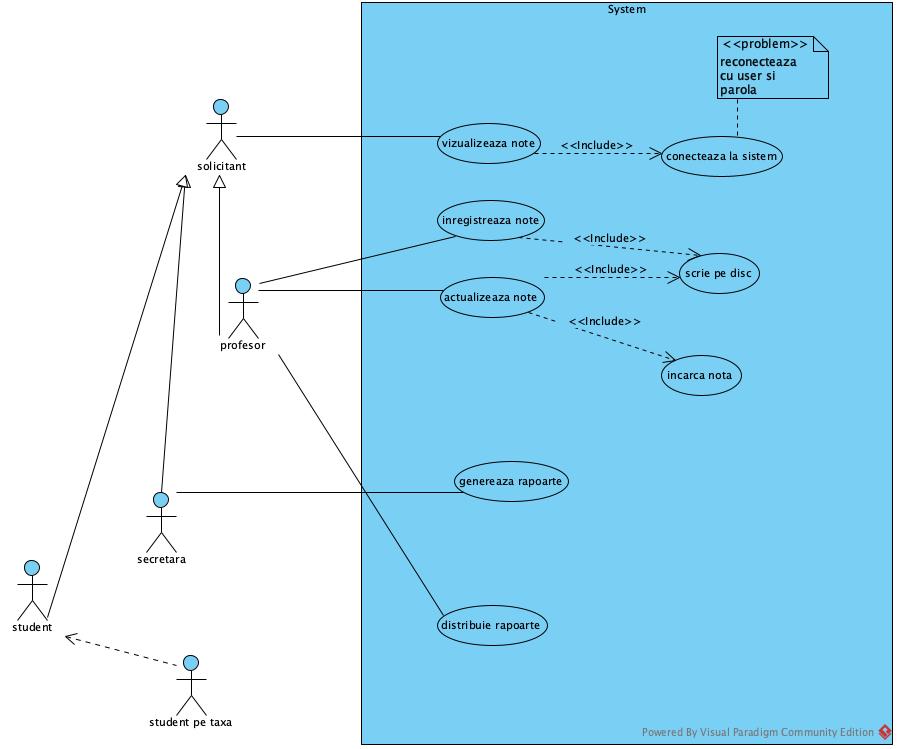 System
<<problem>>
reconecteaza
cu user si
parola
solicitant
vizualizeaza note
<<Include>>
conecteaza la sistem
inregistreaza note
<<Include>>
scrie pe disc
<<Include>>
actualizeaza note
<<Include>>
profesor
incarca nota
genereaza rapoarte
secretara
student
distribuie rapoarte
student pe taxa
Powered By Visual Paradigm Community Edition